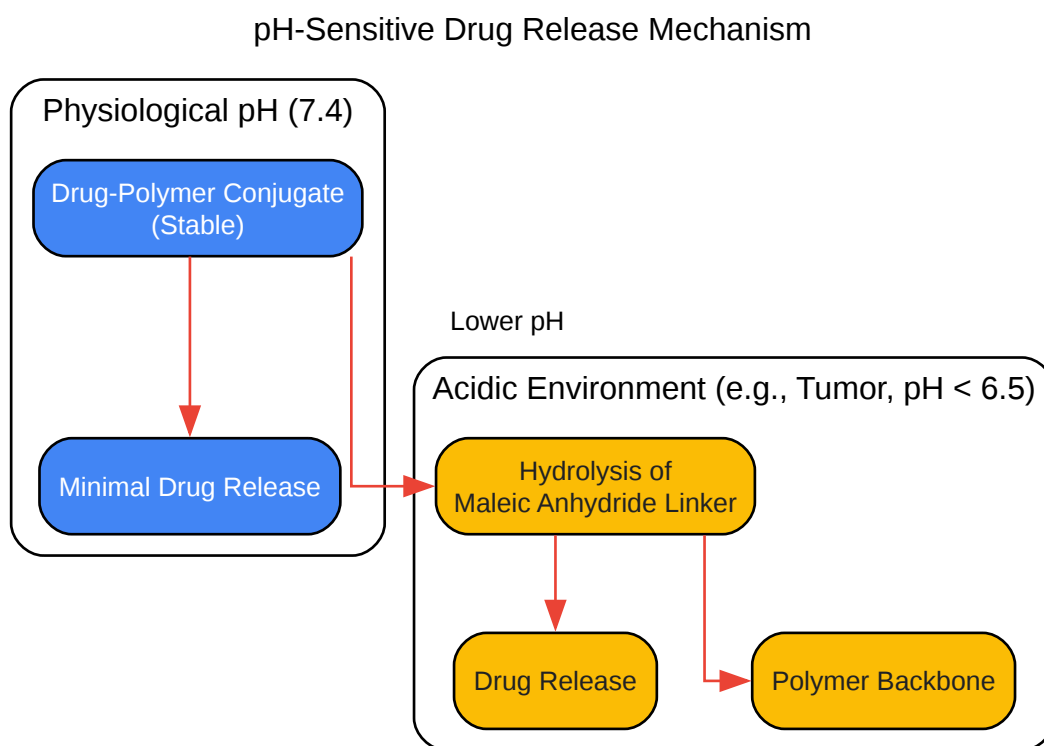 pH-Sensitive Drug Release Mechanism
Physiological pH (7.4)
Drug-Polymer Conjugate
(Stable)
Minimal Drug Release
Lower pH
Acidic Environment (e.g., Tumor, pH < 6.5)
Hydrolysis of
Maleic Anhydride Linker
Drug Release
Polymer Backbone